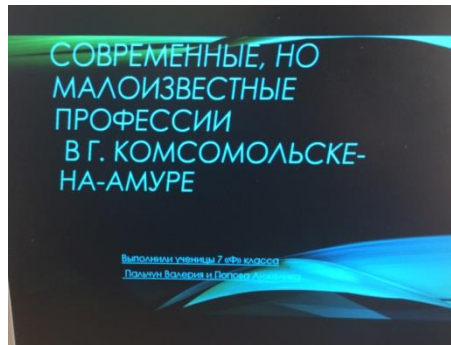 СОВРЕМЕННЫЕ, НО
МАЛОИЗВЕСТНЫЕ
ПРОФЕССИИ
В Г. КОМСОМОЛЬСКЕ-
НА-АМУРЕ
Выполнили ученицы 7 «Ф» класса
Пальчун Валерия и Попова